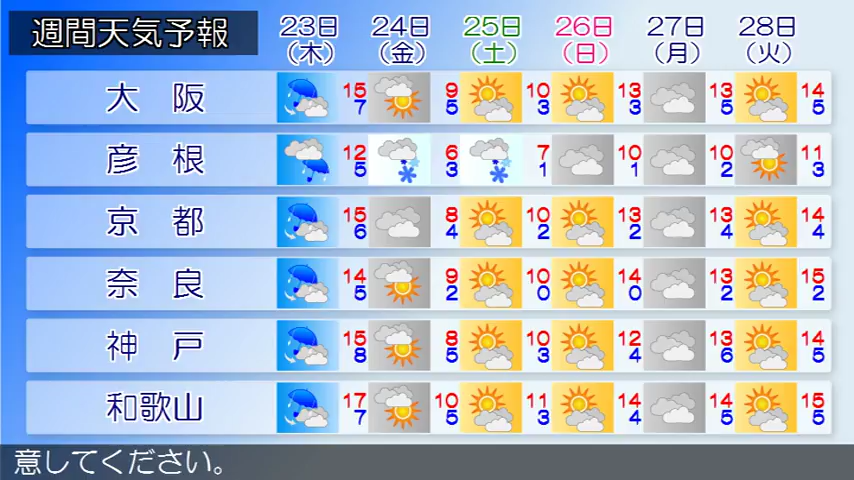 週間天気予報
23日 24日 25日 26日 27日 28日
(木) (金) (土) (日) (月) (火)
大阪 15 7 9 5 10 3 13 3 13 5 14 5
彦根 12 5 6 3 7 1 10 1 10 2 11 3
京都 15 6 8 4 10 2 13 2 13 4 14 4
奈良 14 5 9 2 10 0 14 0 13 2 15 2
神戸 15 8 8 5 10 3 12 4 13 6 14 5
和歌山 17 7 10 5 11 3 14 4 14 5 15 5
意してください。